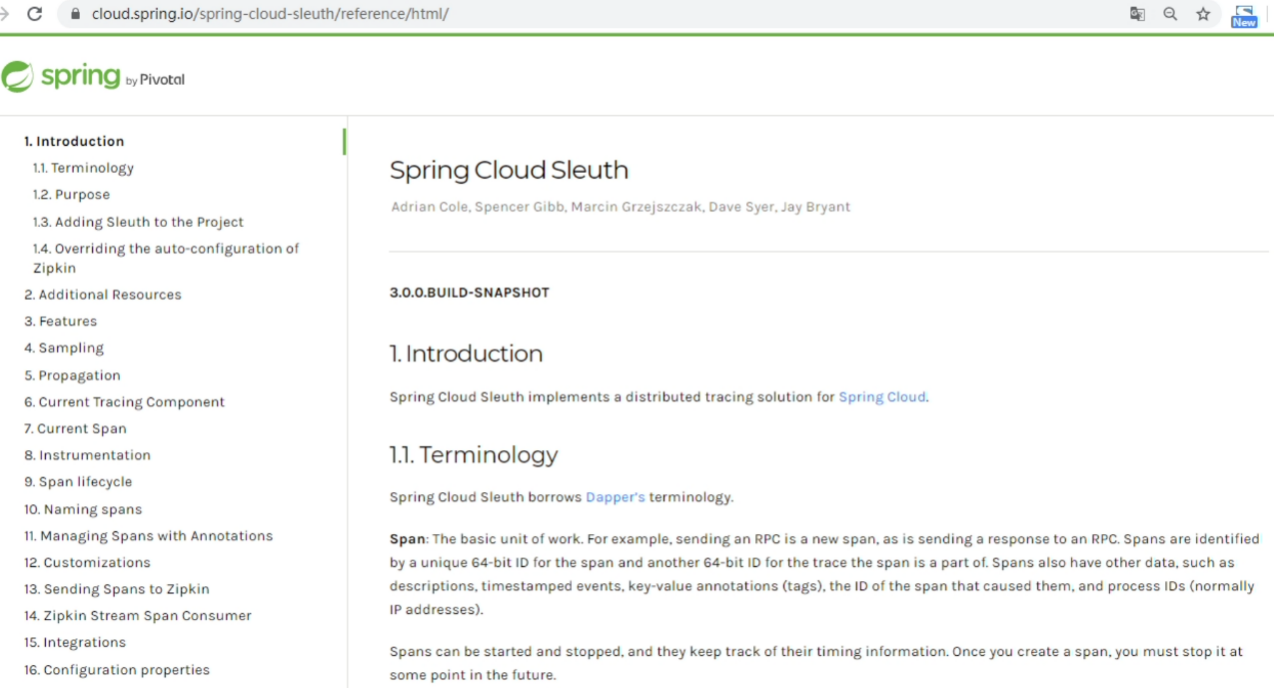 cloud.spring.io/spring-cloud-sleuth/reference/html/
New
spring by Pivotal
1. Introduction
1.1. Terminology
1.2. Purpose
1.3. Adding Sleuth to the Project
1.4. Overriding the auto-configuration of
Zipkin
2. Additional Resources
3. Features
4. Sampling
5. Propagation
6. Current Tracing Component
7. Current Span
8. Instrumentation
9. Span lifecycle
10. Naming spans
11. Managing Spans with Annotations
12. Customizations
13. Sending Spans to Zipkin
14. Zipkin Stream Span Consumer
15. Integrations
16. Configuration properties
Spring Cloud Sleuth
Adrian Cole, Spencer Gibb, Marcin Grzejszczak, Dave Syer, Jay Bryant
3.0.0.BUILD-SNAPSHOT
1. Introduction
Spring Cloud Sleuth implements a distributed tracing solution for Spring Cloud.
1.1. Terminology
Spring Cloud Sleuth borrows Dapper's terminology.
Span: The basic unit of work. For example, sending an RPC is a new span, as is sending a response to an RPC. Spans are identified
by a unique 64-bit ID for the span and another 64-bit ID for the trace the span is a part of. Spans also have other data, such as
descriptions, timestamped events, key-value annotations (tags), the ID of the span that caused them, and process IDs (normally
IP addresses).
Spans can be started and stopped, and they keep track of their timing information. Once you create a span, you must stop it at
some point in the future.